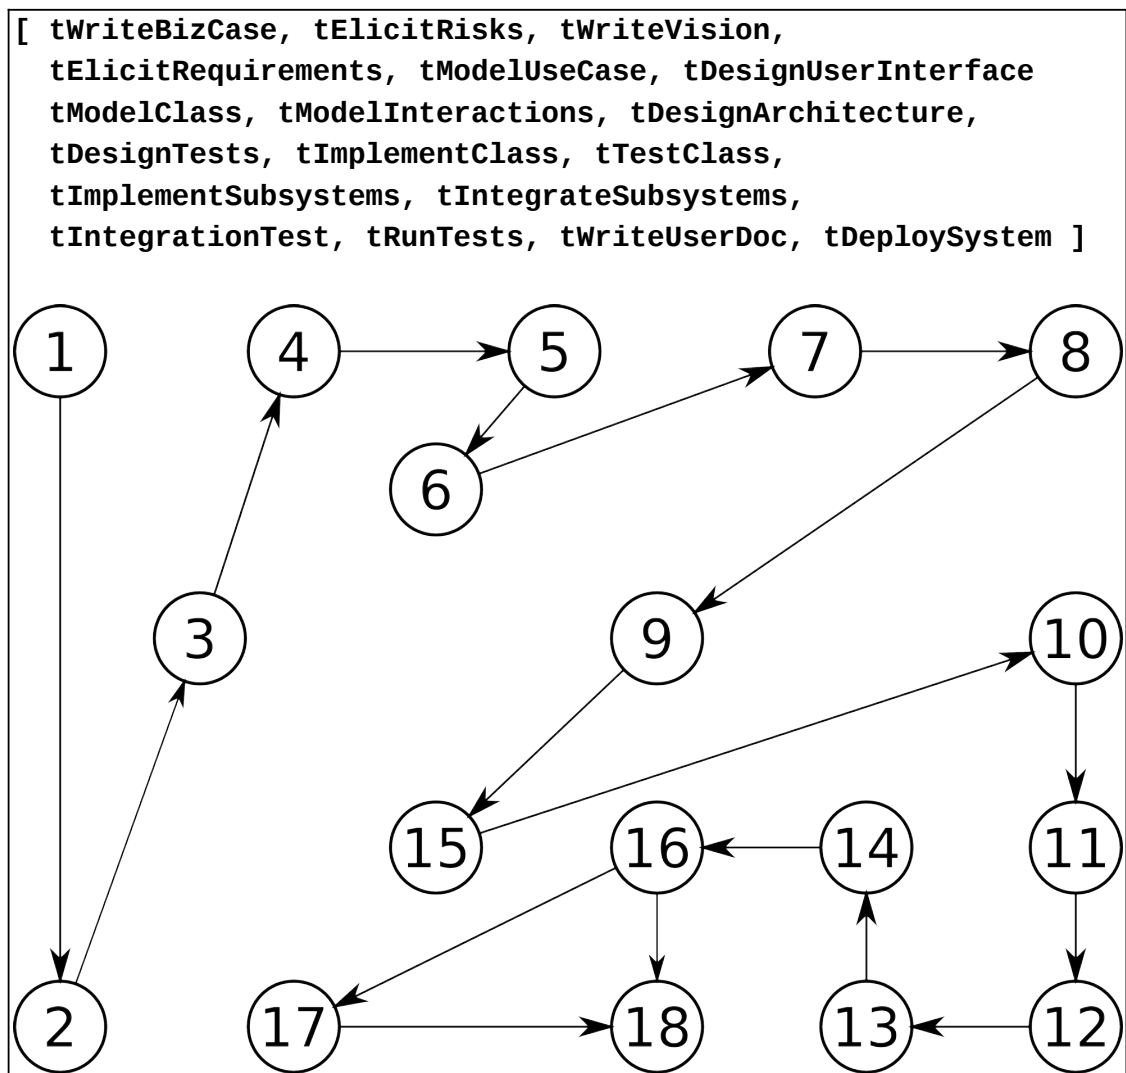 [ tWriteBizCase, tElicitRisks, tWriteVision,
tElicitRequirements, tModelUseCase, tDesignUserInterface
tModelClass, tModelInteractions, tDesignArchitecture,
tDesignTests, tImplementClass, tTestClass,
tImplementSubsystems, tIntegrateSubsystems,
tIntegrationTest, tRunTests, tWriteUserDoc, tDeploySystem ]
1 4 5 7 8
6
3 9 10
15 16 14 11
2 17 18 13 12